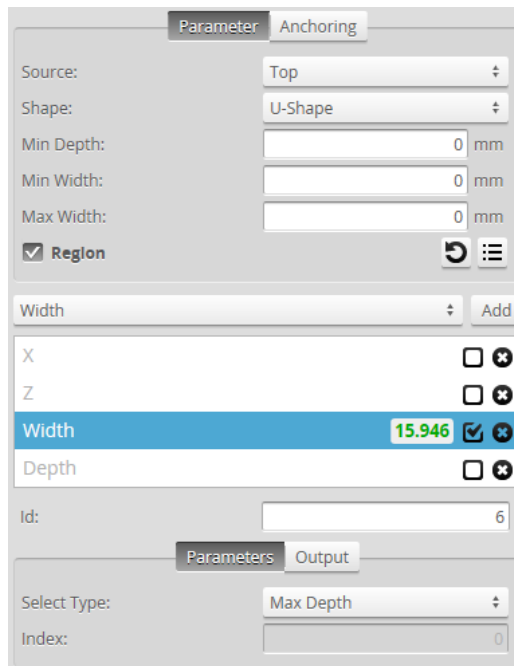 Parameter Anchoring
Source: Top
Shape: U-Shape
Min Depth: 0 mm
Min Width: 0 mm
Max Width: 0 mm
Region
Width Add
X
Z
Width 15.946
Depth
Id: 6
Parameters Output
Select Type: Max Depth
Index: 0